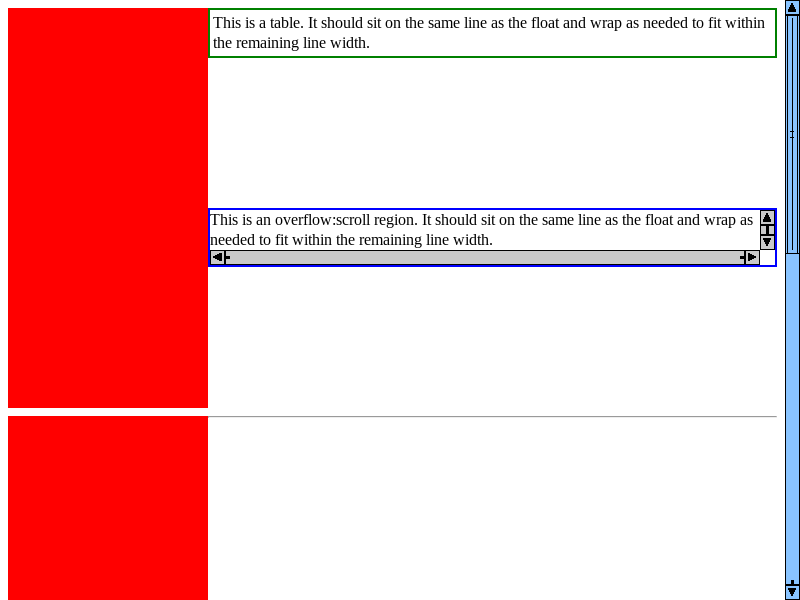 This is a table. It should sit on the same line as the float and wrap as needed to fit within
the remaining line width.
This is an overflow:scroll region. It should sit on the same line as the float and wrap as
needed to fit within the remaining line width.